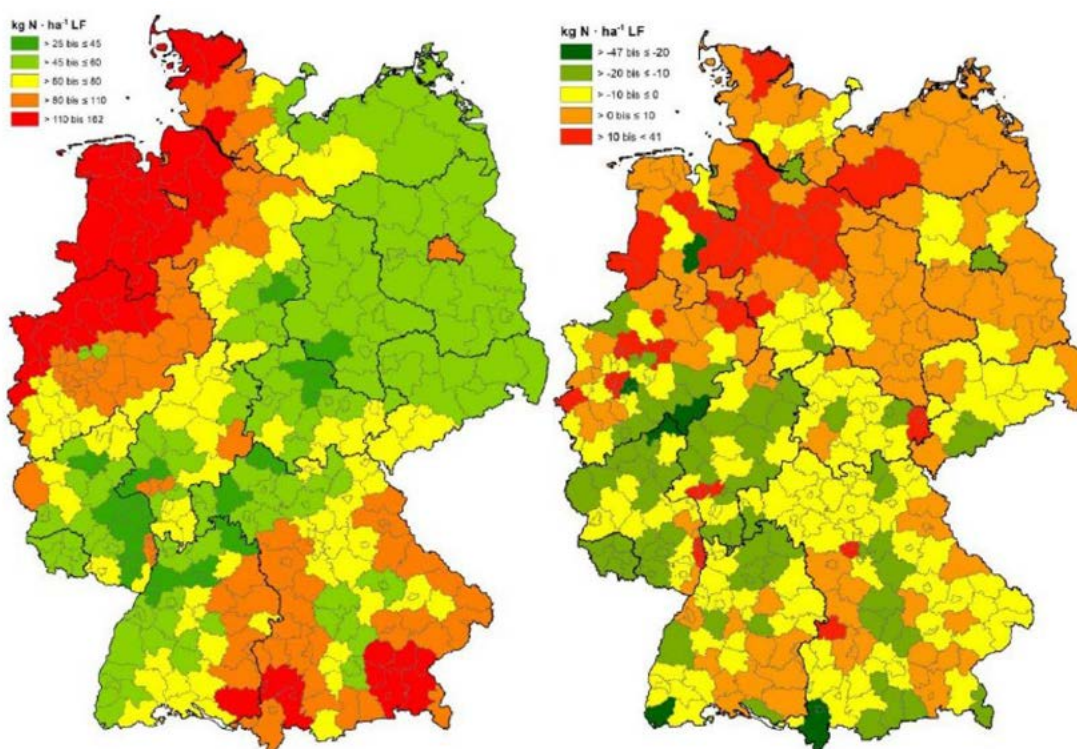 kg N · ha⁻¹ LF
> 25 bis ≤ 45
> 45 bis ≤ 60
> 60 bis ≤ 80
> 80 bis ≤ 110
> 110 bis 162
kg N · ha⁻¹ LF
> -47 bis ≤ -20
> -20 bis ≤ -10
> -10 bis ≤ 0
> 0 bis ≤ 10
> 10 bis < 41